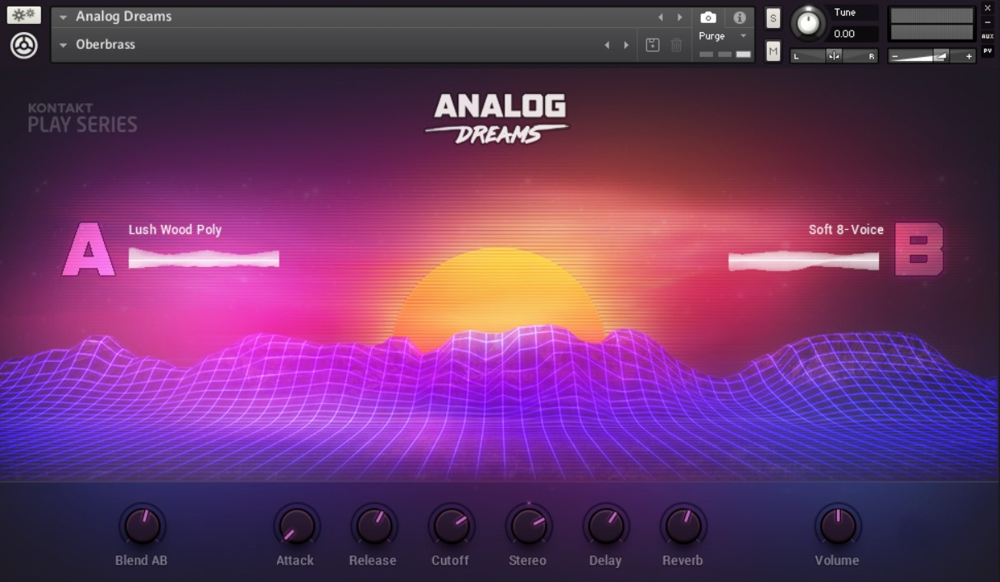 Analog Dreams
Oberbrass
Purge
S
M
Tune
0.00
L
R
AUX
PV
KONTAKT
PLAY SERIES
ANALOG
DREAMS
A
Lush Wood Poly
Soft 8-Voice
B
Blend AB
Attack
Release
Cutoff
Stereo
Delay
Reverb
Volume